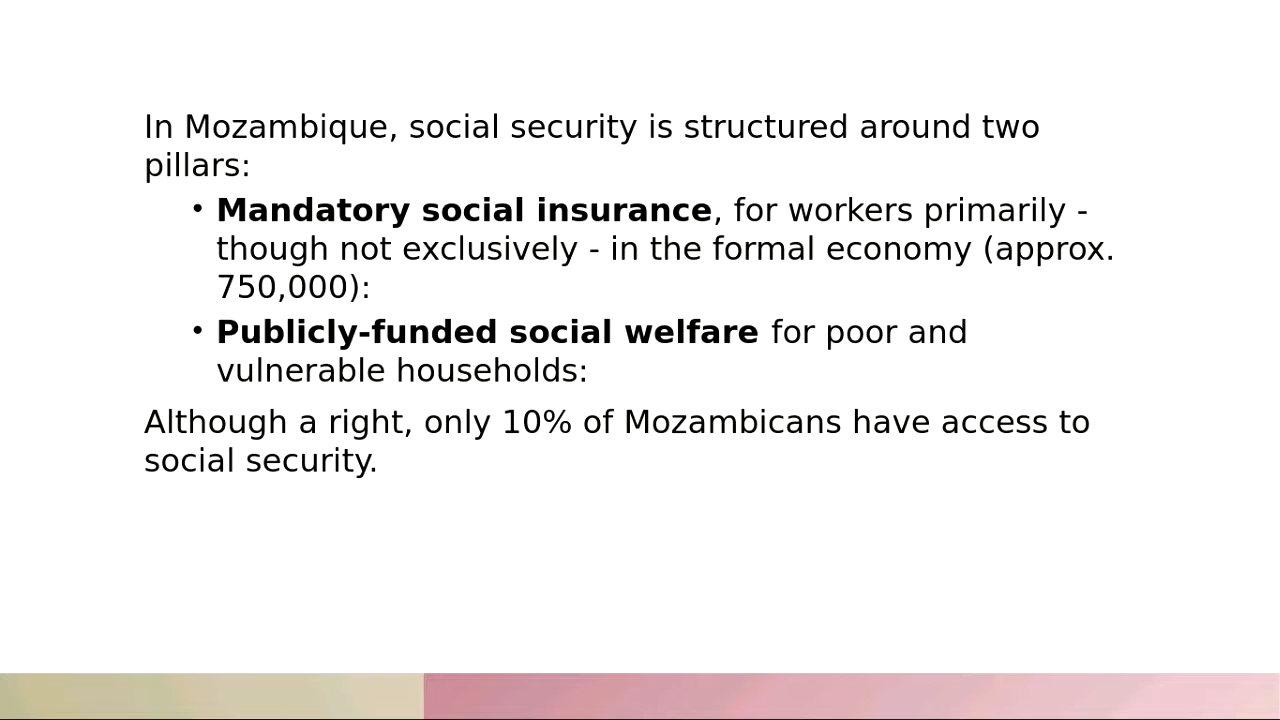 In Mozambique, social security is structured around two
pillars:
• Mandatory social insurance, for workers primarily -
though not exclusively - in the formal economy (approx.
750,000):
• Publicly-funded social welfare for poor and
vulnerable households:
Although a right, only 10% of Mozambicans have access to
social security.